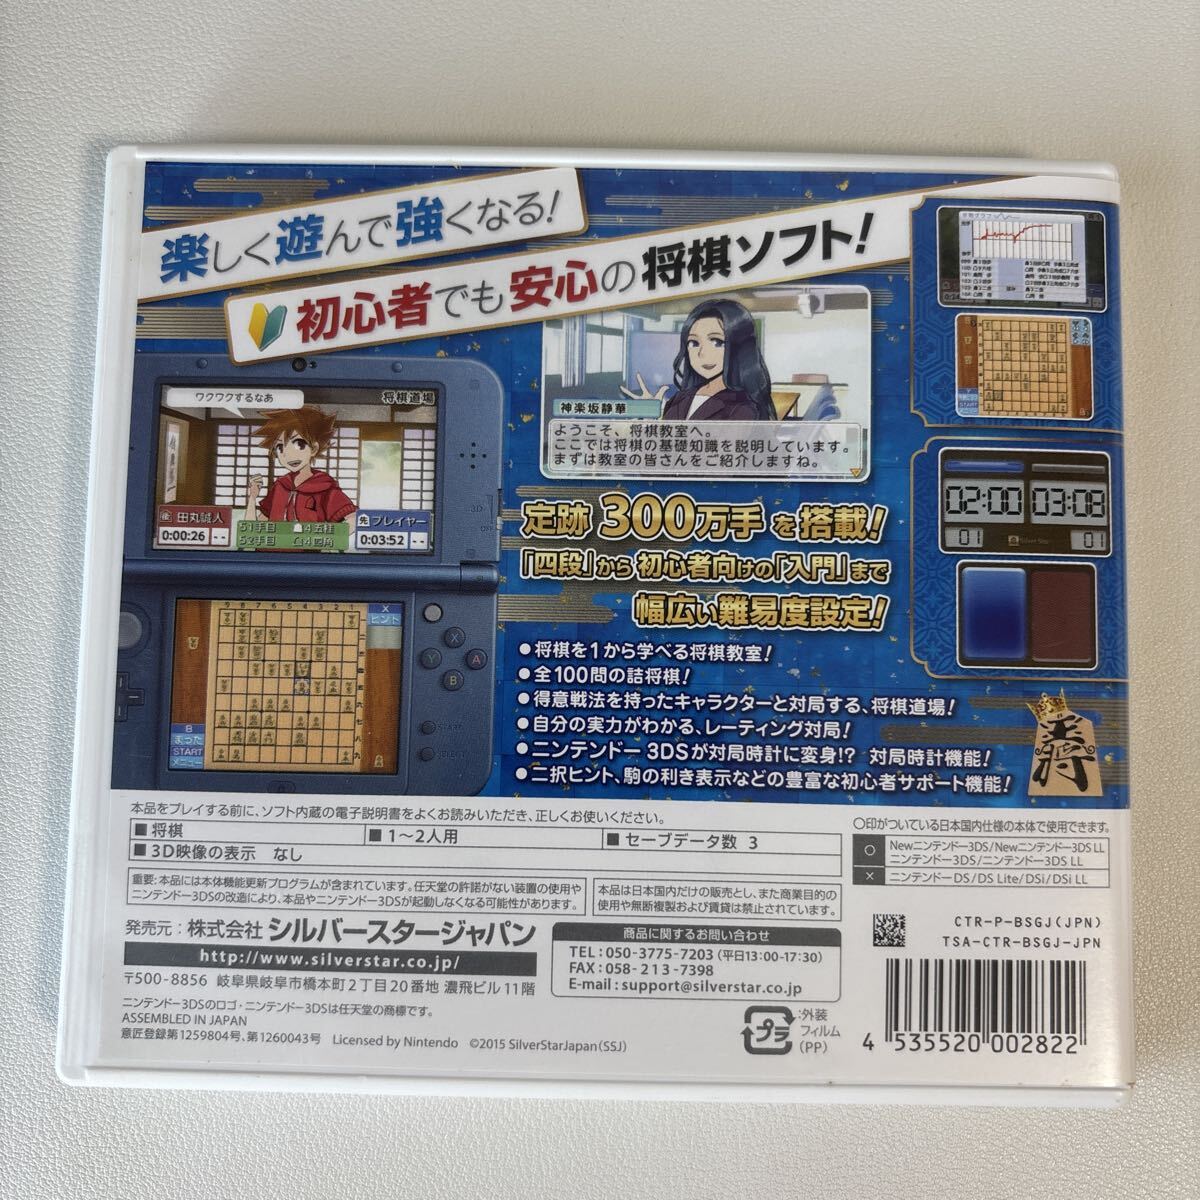 楽しく遊んで強くなる!
初心者でも安心の将棋ソフト!
ワクワクするなあ
将棋道場
後 田丸誠人
0:00:26 --
51手目 ☗4五桂
52手目 ☖4四角
先 プレイヤー
0:03:52 --
X
ヒント
B
まった
START
メニュー
X
Y
A
B
START
SELECT
神楽坂静華
ようこそ、将棋教室へ。
ここでは将棋の基礎知識を説明しています。
まずは教室の皆さんをご紹介しますね。
定跡 300万手 を搭載!
「四段」から初心者向けの「入門」まで
幅広い難易度設定!
●将棋を1から学べる将棋教室!
●全100問の詰将棋!
●得意戦法を持ったキャラクターと対局する、将棋道場!
●自分の実力がわかる、レーティング対局!
●ニンテンドー3DSが対局時計に変身!? 対局時計機能!
●二択ヒント、駒の利き表示などの豊富な初心者サポート機能!
02:00 03:08
01 Silver Star 01
王将
本品をプレイする前に、ソフト内蔵の電子説明書をよくお読みいただき、正しくお使いください。
■将棋
■1～2人用
■セーブデータ数 3
■3D映像の表示 なし
〇印がついている日本国内仕様の本体で使用できます。
○ Newニンテンドー3DS/Newニンテンドー3DS LL
ニンテンドー3DS/ニンテンドー3DS LL
× ニンテンドーDS/DS Lite/DSi/DSi LL
重要:本品には本体機能更新プログラムが含まれています。任天堂の許諾がない装置の使用や
ニンテンドー3DSの改造により、本品やニンテンドー3DSが起動しなくなる可能性があります。
本品は日本国内だけの販売とし、また商業目的の
使用や無断複製および賃貸は禁止されています。
発売元:株式会社 シルバースタージャパン
http://www.silverstar.co.jp/
〒500-8856 岐阜県岐阜市橋本町2丁目20番地 濃飛ビル11階
商品に関するお問い合わせ
TEL:050-3775-7203(平日13:00-17:30)
FAX:058-213-7398
E-mail:support@silverstar.co.jp
CTR-P-BSGJ(JPN)
TSA-CTR-BSGJ-JPN
ニンテンドー3DSのロゴ・ニンテンドー3DSは任天堂の商標です。
ASSEMBLED IN JAPAN
意匠登録第1259804号、第1260043号 Licensed by Nintendo ©2015 SilverStarJapan(SSJ)
プラ
:外装
フィルム
(PP)
4 535520 002822